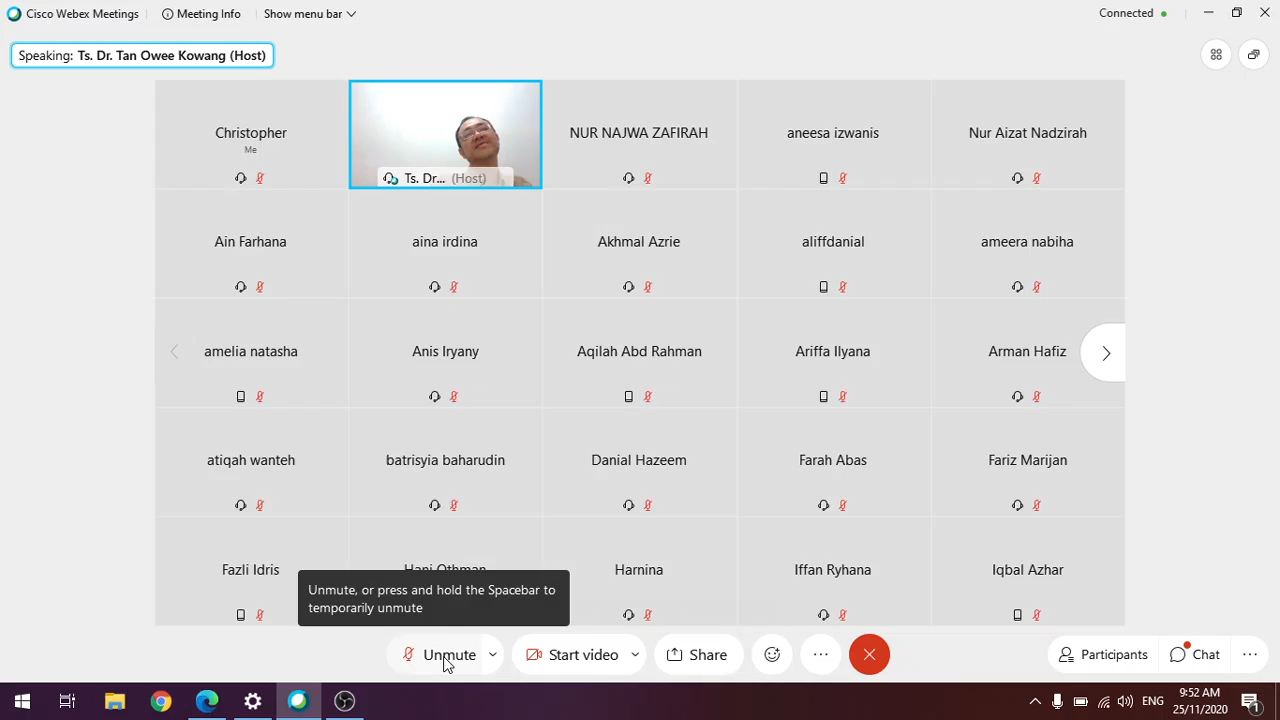 Cisco Webex Meetings
Meeting Info
Show menu bar
Connected
Speaking: Ts. Dr. Tan Owee Kowang (Host)
Christopher
Me
Ts. Dr... (Host)
NUR NAJWA ZAFIRAH
aneesa izwanis
Nur Aizat Nadzirah
Ain Farhana
aina irdina
Akhmal Azrie
aliffdanial
ameera nabiha
amelia natasha
Anis Iryany
Aqilah Abd Rahman
Ariffa Ilyana
Arman Hafiz
atiqah wanteh
batrisyia baharudin
Danial Hazeem
Farah Abas
Fariz Marijan
Fazli Idris
Hani Othman
Harnina
Iffan Ryhana
Iqbal Azhar
Unmute, or press and hold the Spacebar to
temporarily unmute
Unmute
Start video
Share
Participants
Chat
ENG
9:52 AM
25/11/2020
1